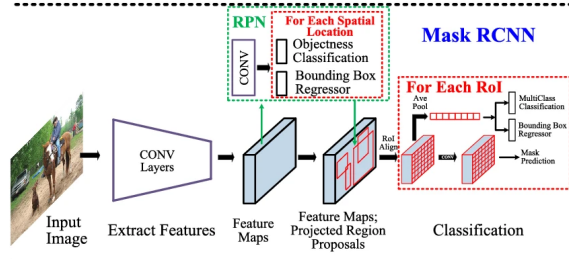 RPN
For Each Spatial
Location
CONV
Objectness
Classification
Bounding Box
Regressor
Mask RCNN
For Each RoI
Ave
Pool
MultiClass
Classification
Bounding Box
Regressor
RoI
Align
CONV
Mask
Prediction
CONV
Layers
Input
Image
Extract Features
Feature
Maps
Feature Maps;
Projected Region
Proposals
Classification